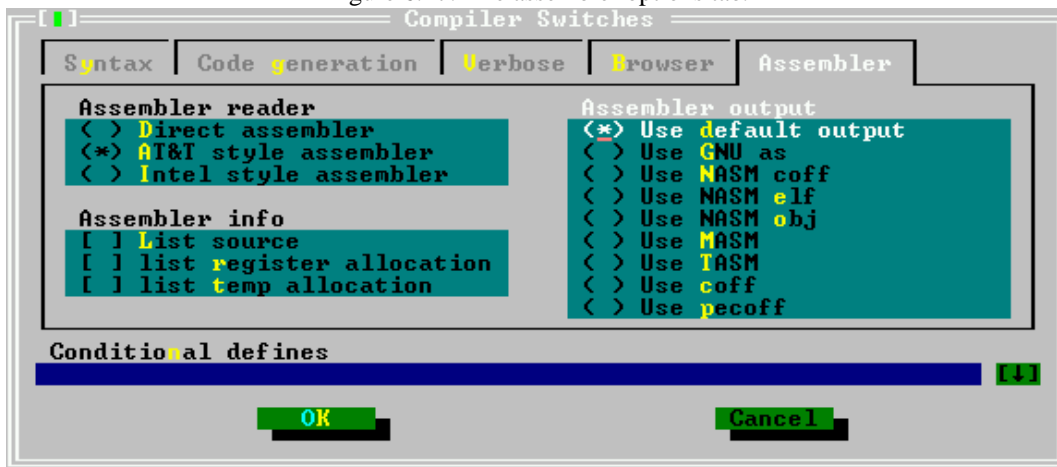 [ ] Compiler Switches
Syntax Code generation Verbose Browser Assembler
Assembler reader
( ) Direct assembler
(*) AT&T style assembler
( ) Intel style assembler
Assembler info
[ ] List source
[ ] list register allocation
[ ] list temp allocation
Assembler output
(*) Use default output
( ) Use GNU as
( ) Use NASM coff
( ) Use NASM elf
( ) Use NASM obj
( ) Use MASM
( ) Use TASM
( ) Use coff
( ) Use pecoff
Conditional defines
[↓]
OK Cancel